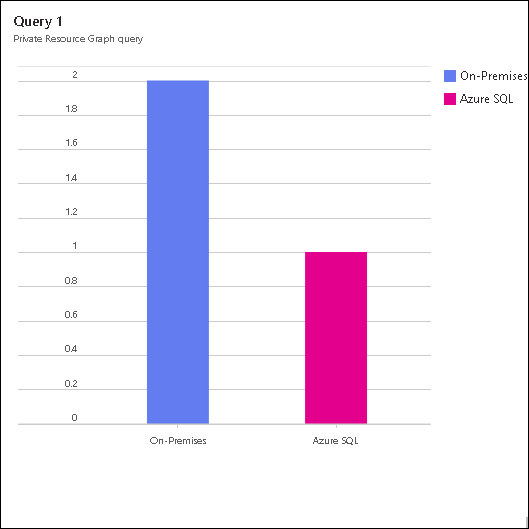 Query 1
Private Resource Graph query
2
1.8
1.6
1.4
1.2
1
0.8
0.6
0.4
0.2
0
On-Premises
Azure SQL
On-Premises
Azure SQL